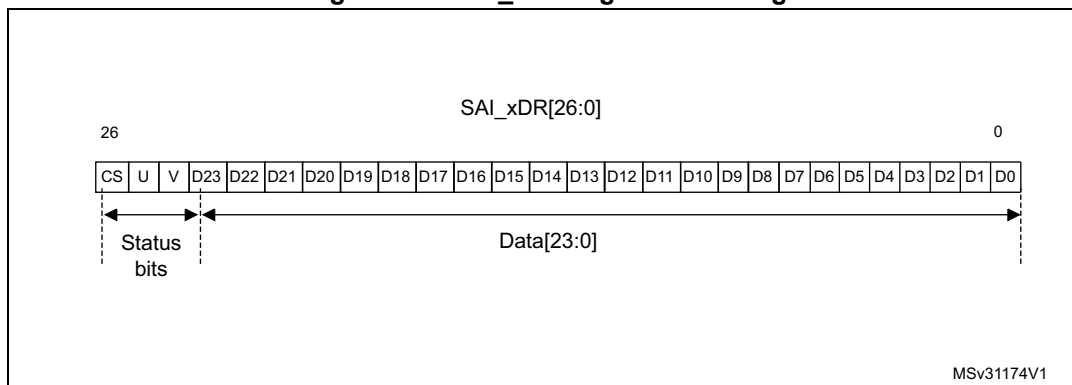 SAI_xDR[26:0]
26 0
CS U V D23 D22 D21 D20 D19 D18 D17 D16 D15 D14 D13 D12 D11 D10 D9 D8 D7 D6 D5 D4 D3 D2 D1 D0
Status
bits
Data[23:0]
MSv31174V1